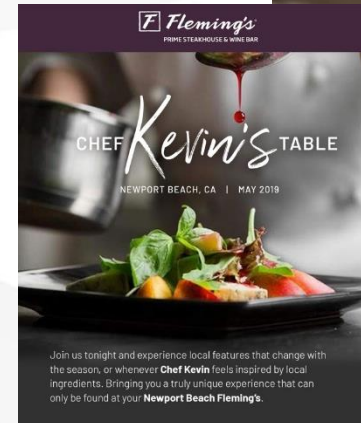 F Fleming's
PRIME STEAKHOUSE & WINE BAR
CHEF Kevin's TABLE
NEWPORT BEACH, CA | MAY 2019
Join us tonight and experience local features that change with
the season, or whenever Chef Kevin feels inspired by local
ingredients. Bringing you a truly unique experience that can
only be found at your Newport Beach Fleming's.